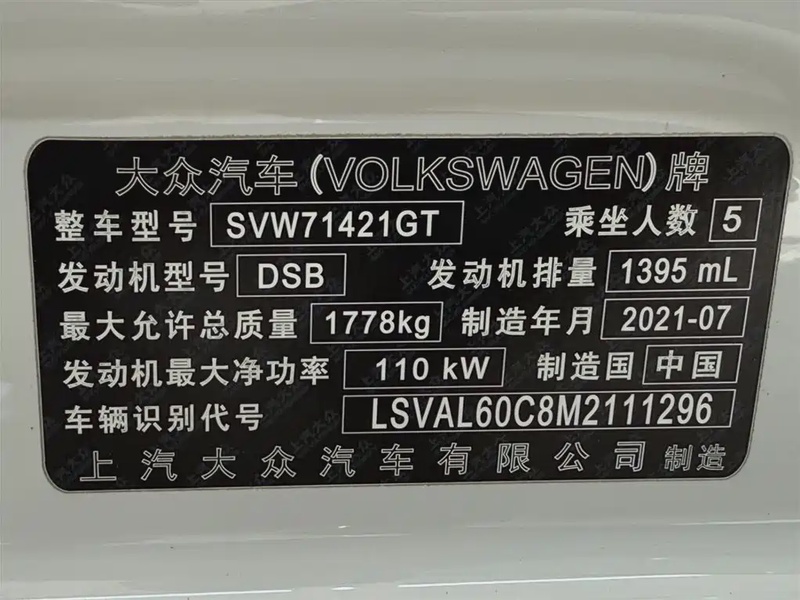 大众汽车(VOLKSWAGEN)牌
整车型号 SVW71421GT 乘坐人数 5
发动机型号 DSB 发动机排量 1395 mL
最大允许总质量 1778kg 制造年月 2021-07
发动机最大净功率 110 kW 制造国 中国
车辆识别代号 LSVAL60C8M2111296
上汽大众汽车有限公司 制造